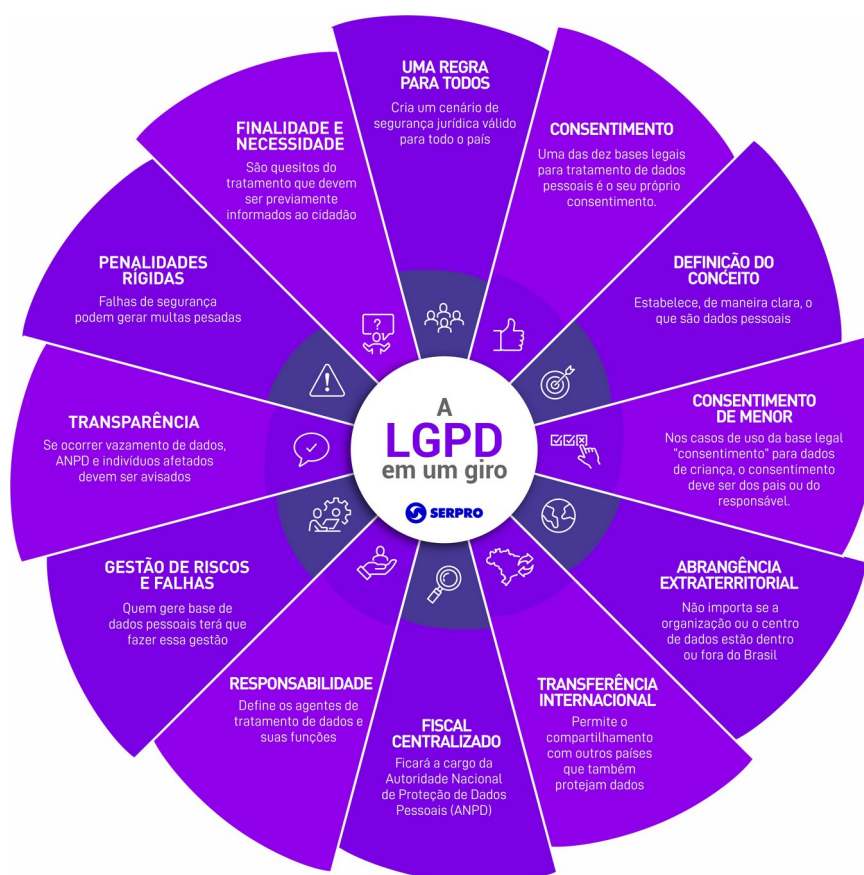 A
LGPD
em um giro
SERPRO
UMA REGRA
PARA TODOS
Cria um cenário de
segurança jurídica válido
para todo o país
CONSENTIMENTO
Uma das dez bases legais
para tratamento de dados
pessoais é o seu próprio
consentimento.
DEFINIÇÃO DO
CONCEITO
Estabelece, de maneira clara, o
que são dados pessoais
CONSENTIMENTO
DE MENOR
Nos casos de uso da base legal
"consentimento" para dados
de criança, o consentimento
deve ser dos pais ou do
responsável.
ABRANGÊNCIA
EXTRATERRITORIAL
Não importa se a
organização ou o centro
de dados estão dentro
ou fora do Brasil
TRANSFERÊNCIA
INTERNACIONAL
Permite o
compartilhamento
com outros países
que também
protejam dados
FISCAL
CENTRALIZADO
Ficará a cargo da
Autoridade Nacional
de Proteção de Dados
Pessoais (ANPD)
RESPONSABILIDADE
Define os agentes de
tratamento de dados e
suas funções
GESTÃO DE RISCOS
E FALHAS
Quem gere base de
dados pessoais terá que
fazer essa gestão
TRANSPARÊNCIA
Se ocorrer vazamento de dados,
ANPD e indivíduos afetados
devem ser avisados
PENALIDADES
RÍGIDAS
Falhas de segurança
podem gerar multas pesadas
FINALIDADE E
NECESSIDADE
São quesitos do
tratamento que devem
ser previamente
informados ao cidadão
?